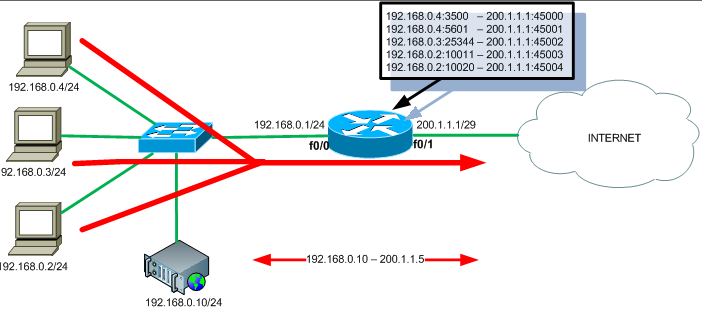 192.168.0.4:3500 – 200.1.1.1:45000
192.168.0.4:5601 – 200.1.1.1:45001
192.168.0.3:25344 – 200.1.1.1:45002
192.168.0.2:10011 – 200.1.1.1:45003
192.168.0.2:10020 – 200.1.1.1:45004
192.168.0.4/24
192.168.0.1/24
200.1.1.1/29
INTERNET
f0/0
f0/1
92.168.0.3/24
192.168.0.2/24
192.168.0.10 – 200.1.1.5
192.168.0.10/24